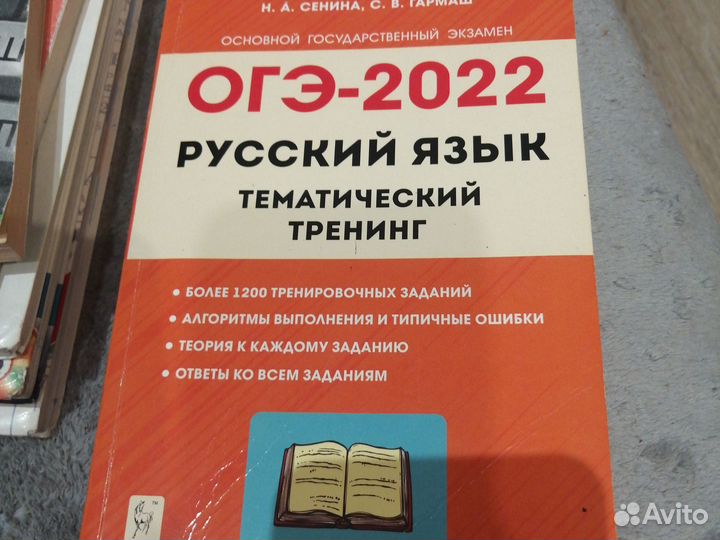 Н. А. СЕНИНА, С. В. ГАРМАШ
ОСНОВНОЙ ГОСУДАРСТВЕННЫЙ ЭКЗАМЕН
ОГЭ-2022
РУССКИЙ ЯЗЫК
ТЕМАТИЧЕСКИЙ
ТРЕНИНГ
• БОЛЕЕ 1200 ТРЕНИРОВОЧНЫХ ЗАДАНИЙ
• АЛГОРИТМЫ ВЫПОЛНЕНИЯ И ТИПИЧНЫЕ ОШИБКИ
• ТЕОРИЯ К КАЖДОМУ ЗАДАНИЮ
• ОТВЕТЫ КО ВСЕМ ЗАДАНИЯМ
TM
Avito